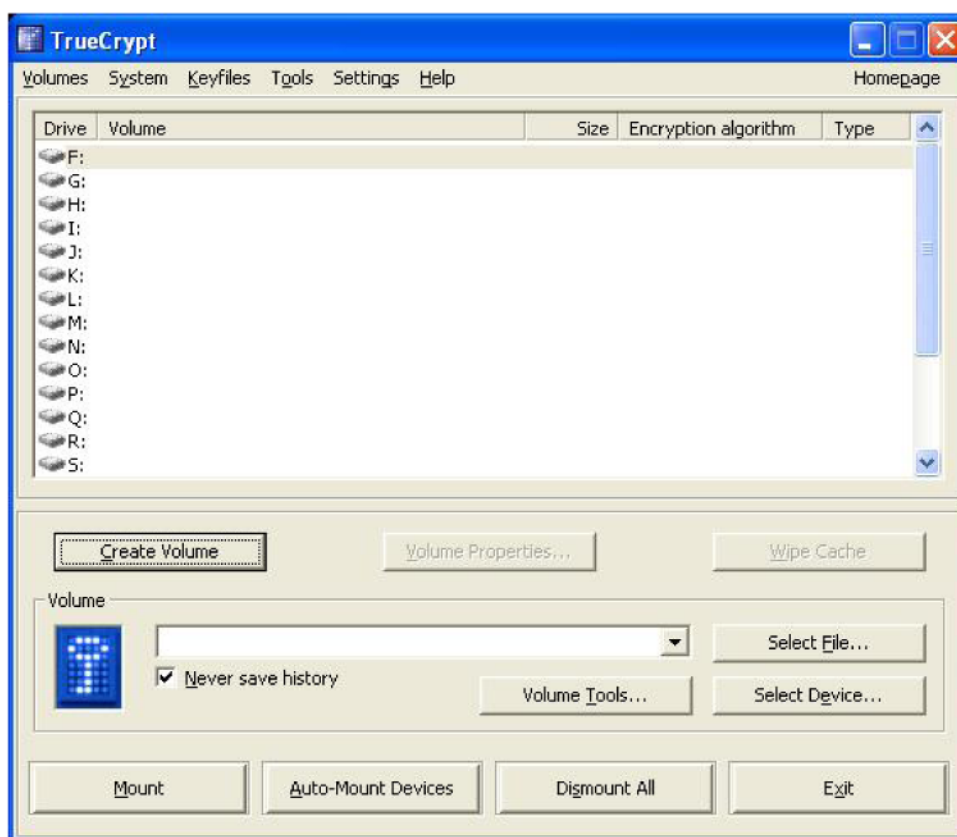 TrueCrypt
Volumes System Keyfiles Tools Settings Help Homepage
Drive Volume Size Encryption algorithm Type
F:
G:
H:
I:
J:
K:
L:
M:
N:
O:
P:
Q:
R:
S:
Create Volume Volume Properties... Wipe Cache
Volume
Select File...
Never save history
Volume Tools... Select Device...
Mount Auto-Mount Devices Dismount All Exit